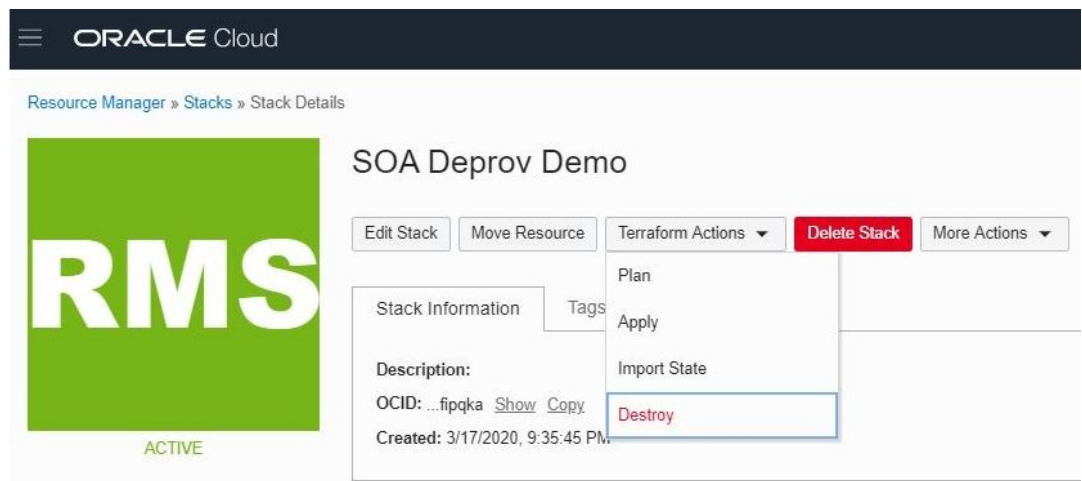 ORACLE Cloud
Resource Manager » Stacks » Stack Details
RMS
ACTIVE
SOA Deprov Demo
Edit Stack Move Resource Terraform Actions Delete Stack More Actions
Plan
Apply
Import State
Destroy
Stack Information Tags
Description:
OCID: ...fipqka Show Copy
Created: 3/17/2020, 9:35:45 PM